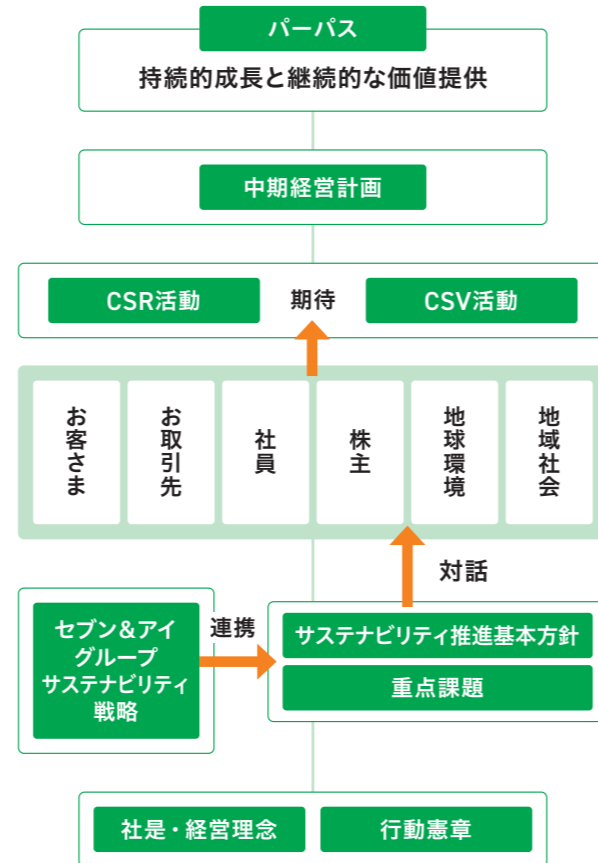 パーパス
持続的成長と継続的な価値提供
中期経営計画
CSR活動
期待
CSV活動
お客さま
お取引先
社員
株主
地球環境
地域社会
対話
セブン&アイ
グループ
サステナビリティ
戦略
連携
サステナビリティ推進基本方針
重点課題
社是・経営理念
行動憲章